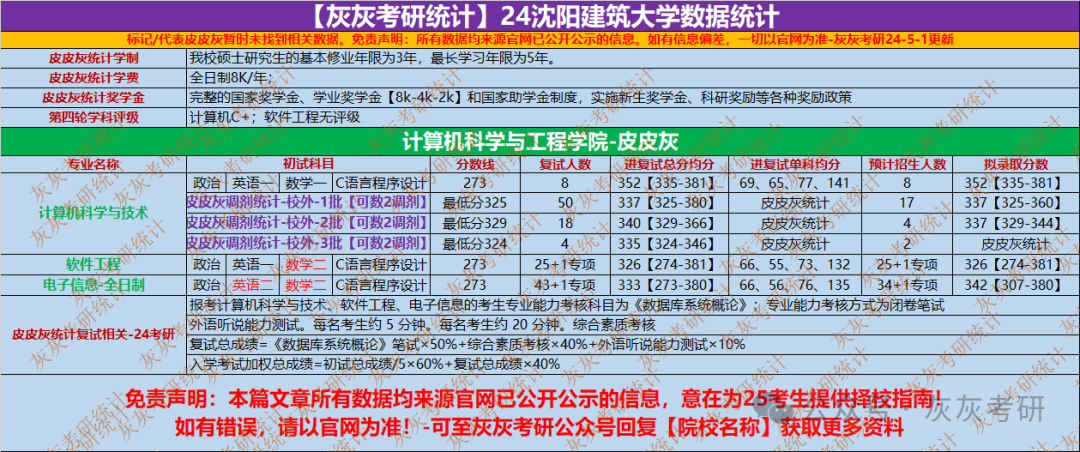 【灰灰考研统计】24沈阳建筑大学数据统计
标记/代表皮皮灰暂时未找到相关数据。免责声明：所有数据均来源官网已公开公示的信息。如有信息偏差，一切以官网为准-灰灰考研24-5-1更新
皮皮灰统计学制 我校硕士研究生的基本修业年限为3年，最长学习年限为5年。
皮皮灰统计学费 全日制8K/年；
皮皮灰统计奖学金 完整的国家奖学金、学业奖学金【8k-4k-2k】和国家助学金制度，实施新生奖学金、科研奖励等各种奖励政策
第四轮学科评级 计算机C+；软件工程无评级
计算机科学与工程学院-皮皮灰
专业名称 初试科目 分数线 复试人数 进复试总分均分 进复试单科均分 预计招生人数 拟录取分数
计算机科学与技术 政治 英语一 数学一 C语言程序设计 273 8 352【335-381】 69、65、77、141 8 352【335-381】
皮皮灰调剂统计-校外-1批【可数2调剂】 最低分325 50 337【325-380】 皮皮灰统计 17 337【325-360】
皮皮灰调剂统计-校外-2批【可数2调剂】 最低分329 18 340【329-366】 皮皮灰统计 4 337【329-344】
皮皮灰调剂统计-校外-3批【可数2调剂】 最低分324 4 335【324-346】 皮皮灰统计 2 皮皮灰统计
软件工程 政治 英语一 数学二 C语言程序设计 273 25+1专项 326【274-381】 66、55、73、132 25+1专项 326【274-381】
电子信息-全日制 政治 英语二 数学二 C语言程序设计 273 43+1专项 333【273-380】 66、56、76、135 34+1专项 342【307-380】
皮皮灰统计复试相关-24考研 报考计算机科学与技术、软件工程、电子信息的考生专业能力考核科目为《数据库系统概论》；专业能力考核方式为闭卷笔试
外语听说能力测试。每名考生约 5 分钟。每名考生约 20 分钟。综合素质考核
复试总成绩=《数据库系统概论》笔试×50%+综合素质考核×40%+外语听说能力测试×10%
入学考试加权总成绩=初试总成绩/5×60%+复试总成绩×40%
免责声明：本篇文章所有数据均来源官网已公开公示的信息，意在为25考生提供择校指南
如有错误，请以官网为准！-可至灰灰考研公众号回复【院校名称】获取更多资料
公众号·灰灰考研